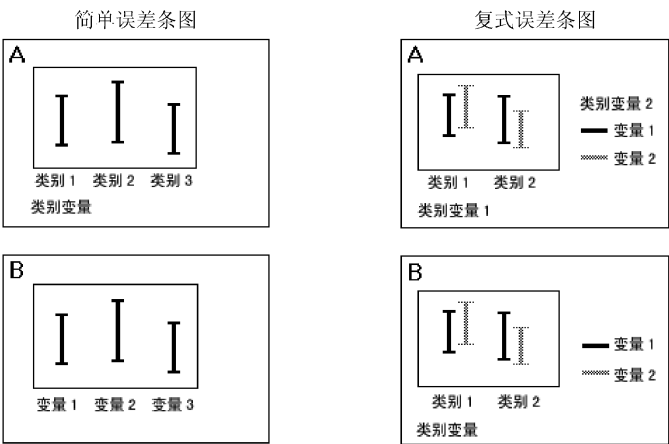 简单误差条图
A
类别 1 类别 2 类别 3
类别变量
B
变量 1 变量 2 变量 3
复式误差条图
A
类别变量 2
变量 1
变量 2
类别 1 类别 2
类别变量 1
B
变量 1
变量 2
类别 1 类别 2
类别变量